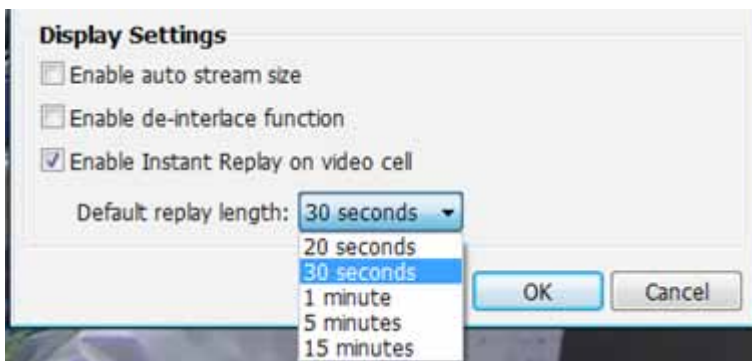 Display Settings
Enable auto stream size
Enable de-interlace function
Enable Instant Replay on video cell
Default replay length: 30 seconds
20 seconds
30 seconds
1 minute
5 minutes
15 minutes
OK Cancel